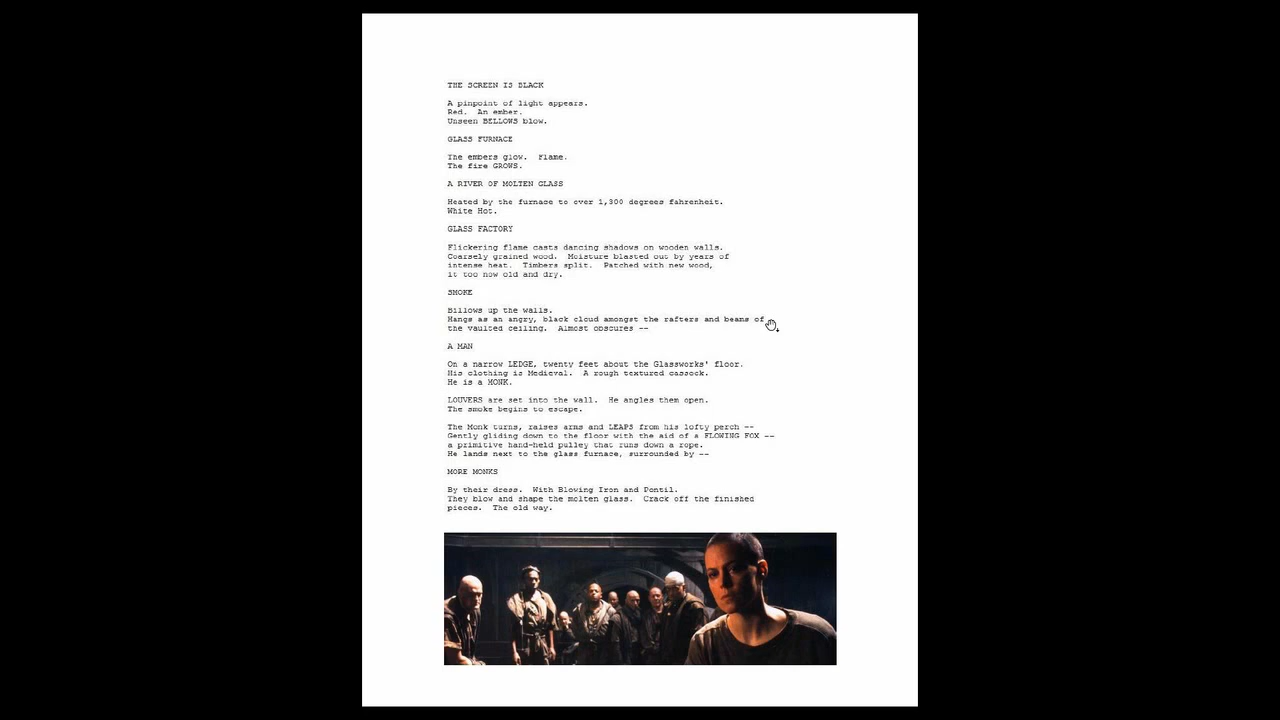 THE SCREEN IS BLACK
A pinpoint of light appears.
Red.  An ember.
Unseen BELLOWS blow.
GLASS FURNACE
The embers glow.  Flame.
The fire GROWS.
A RIVER OF MOLTEN GLASS
Heated by the furnace to over 1,300 degrees fahrenheit.
White Hot.
GLASS FACTORY
Flickering flame casts dancing shadows on wooden walls.
Coarsely grained wood.  Moisture blasted out by years of
intense heat.  Timbers split.  Patched with new wood,
it too now old and dry.
SMOKE
Billows up the walls.
Hangs as an angry, black cloud amongst the rafters and beams of
the vaulted ceiling.  Almost obscures --
A MAN
On a narrow LEDGE, twenty feet about the Glassworks' floor.
His clothing is Medieval.  A rough textured cassock.
He is a MONK.
LOUVERS are set into the wall.  He angles them open.
The smoke begins to escape.
The Monk turns, raises arms and LEAPS from his lofty perch --
Gently gliding down to the floor with the aid of a FLOWING FOX --
a primitive hand-held pulley that runs down a rope.
He lands next to the glass furnace, surrounded by --
MORE MONKS
By their dress.  With Blowing Iron and Pontil.
They blow and shape the molten glass.  Crack off the finished
pieces.  The old way.